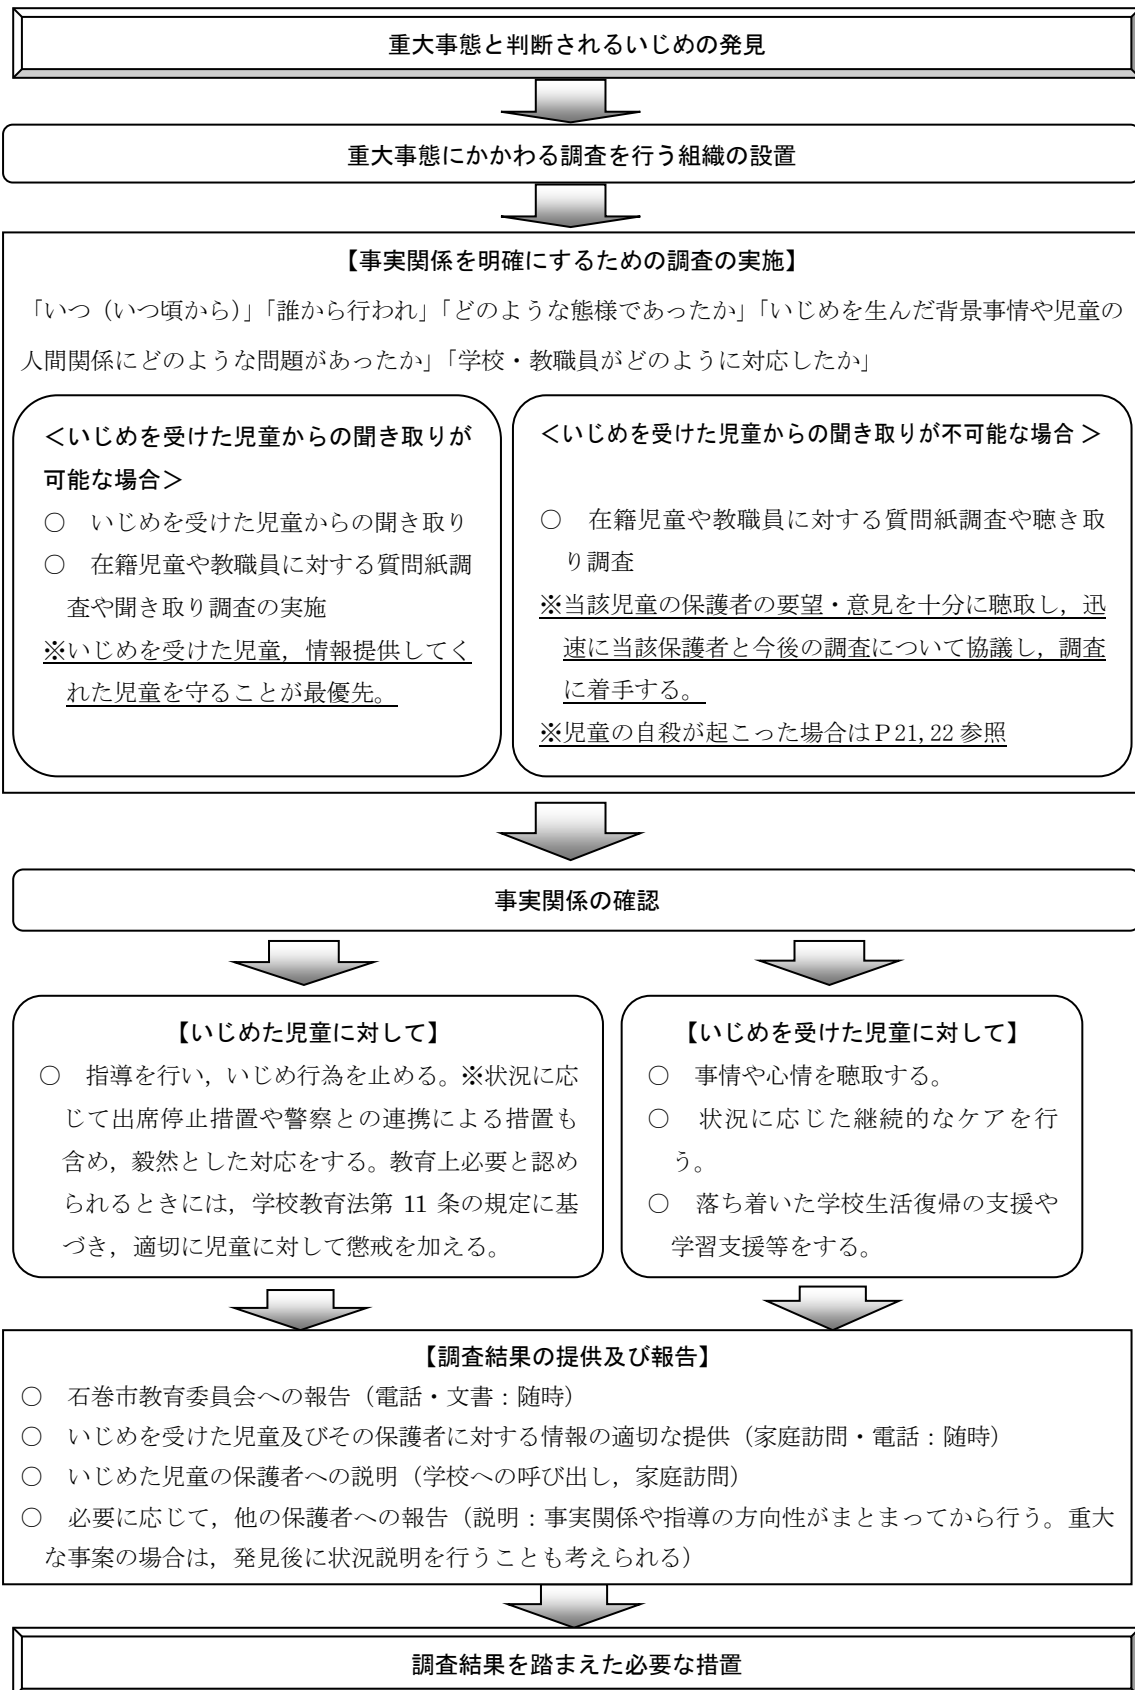 重大事態と判断されるいじめの発見
重大事態にかかわる調査を行う組織の設置
【事実関係を明確にするための調査の実施】
「いつ（いつ頃から）」「誰から行われ」「どのような態様であったか」「いじめを生んだ背景事情や児童の
人間関係にどのような問題があったか」「学校・教職員がどのように対応したか」
＜いじめを受けた児童からの聞き取りが
可能な場合＞
○　いじめを受けた児童からの聞き取り
○　在籍児童や教職員に対する質問紙調
査や聞き取り調査の実施
※いじめを受けた児童，情報提供してく
れた児童を守ることが最優先。
＜いじめを受けた児童からの聞き取りが不可能な場合 ＞
○　在籍児童や教職員に対する質問紙調査や聴き取
り調査
※当該児童の保護者の要望・意見を十分に聴取し，迅
速に当該保護者と今後の調査について協議し，調査
に着手する。
※児童の自殺が起こった場合はＰ21, 22 参照
事実関係の確認
【いじめた児童に対して】
○　指導を行い，いじめ行為を止める。※状況に応
じて出席停止措置や警察との連携による措置も
含め，毅然とした対応をする。教育上必要と認め
られるときには，学校教育法第 11 条の規定に基
づき，適切に児童に対して懲戒を加える。
【いじめを受けた児童に対して】
○　事情や心情を聴取する。
○　状況に応じた継続的なケアを行
う。
○　落ち着いた学校生活復帰の支援や
学習支援等をする。
【調査結果の提供及び報告】
○　石巻市教育委員会への報告（電話・文書：随時）
○　いじめを受けた児童及びその保護者に対する情報の適切な提供（家庭訪問・電話：随時）
○　いじめた児童の保護者への説明（学校への呼び出し，家庭訪問）
○　必要に応じて，他の保護者への報告（説明：事実関係や指導の方向性がまとまってから行う。重大
な事案の場合は，発見後に状況説明を行うことも考えられる）
調査結果を踏まえた必要な措置